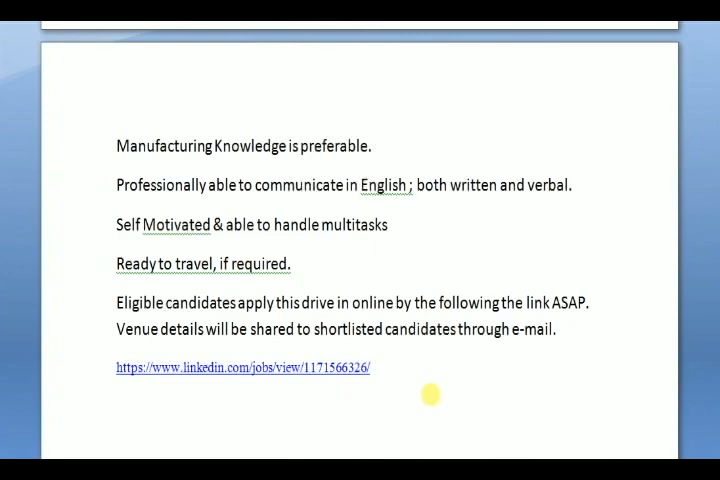 Manufacturing Knowledge is preferable.
Professionally able to communicate in English ; both written and verbal.
Self Motivated & able to handle multitasks
Ready to travel, if required.
Eligible candidates apply this drive in online by the following the link ASAP.
Venue details will be shared to shortlisted candidates through e-mail.
https://www.linkedin.com/jobs/view/1171566326/